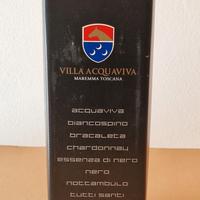 VILLA ACQUAVIVA
MAREMMA TOSCANA
acquaviva
biancospino
bracaleta
chardonnay
essenza di nero
nero
nottambulo
tutti santi